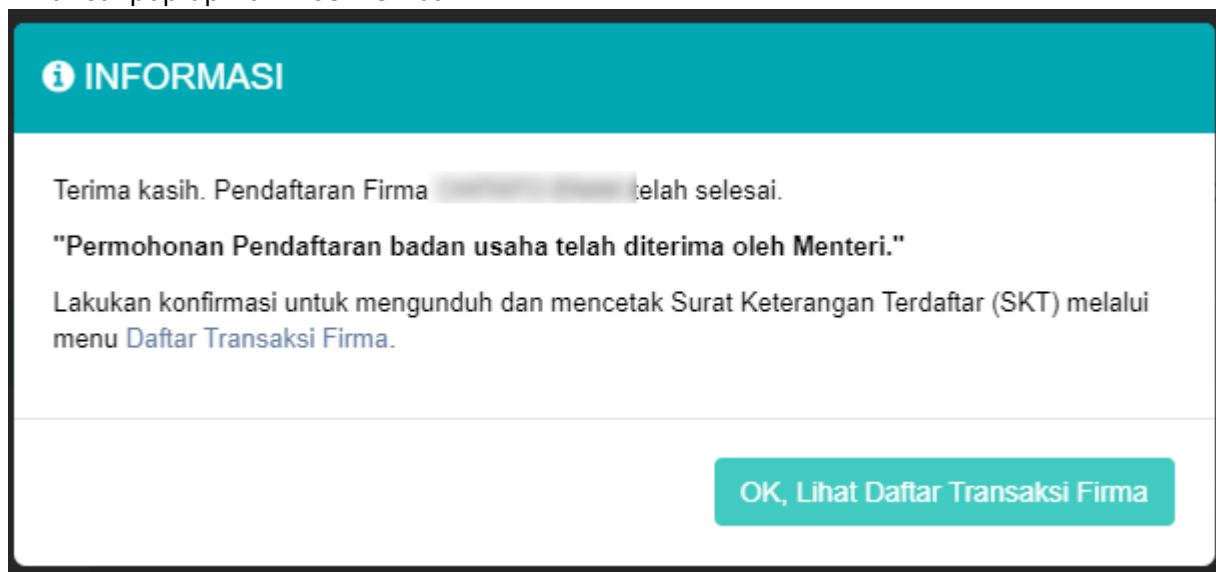 INFORMASI
Terima kasih. Pendaftaran Firma telah selesai.
"Permohonan Pendaftaran badan usaha telah diterima oleh Menteri."
Lakukan konfirmasi untuk mengunduh dan mencetak Surat Keterangan Terdaftar (SKT) melalui
menu Daftar Transaksi Firma.
OK, Lihat Daftar Transaksi Firma